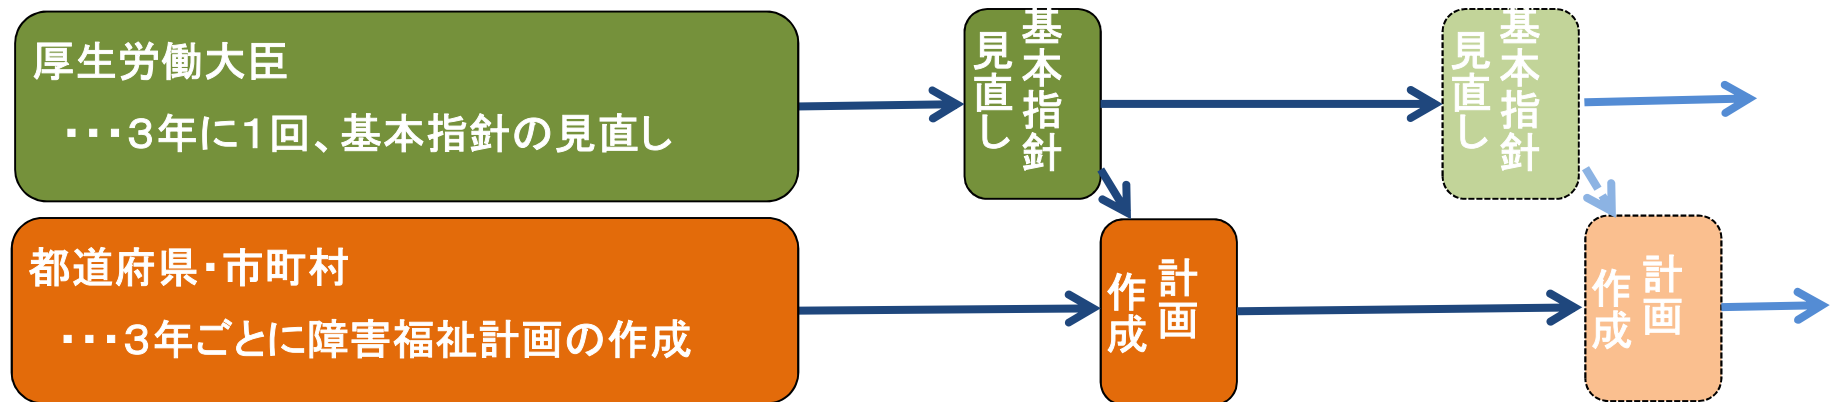 厚生労働大臣
・・・３年に１回、基本指針の見直し
基本指針
見直し
基本指針
見直し
都道府県・市町村
・・・３年ごとに障害福祉計画の作成
計画
作成
計画
作成